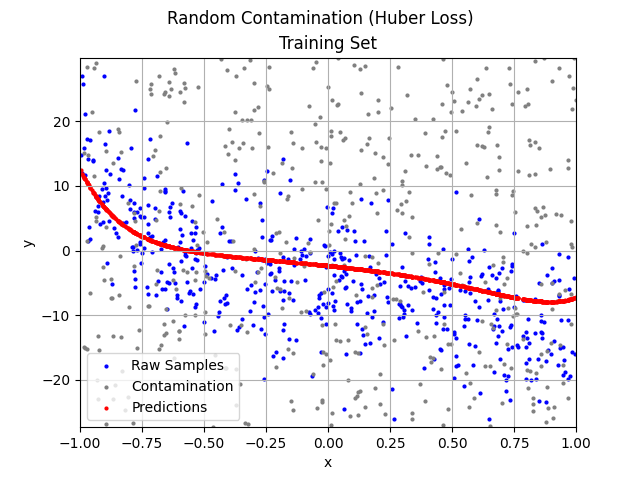 Random Contamination (Huber Loss)
Training Set
y
20
10
0
−10
−20
Raw Samples
Contamination
Predictions
−1.00 −0.75 −0.50 −0.25 0.00 0.25 0.50 0.75 1.00
x